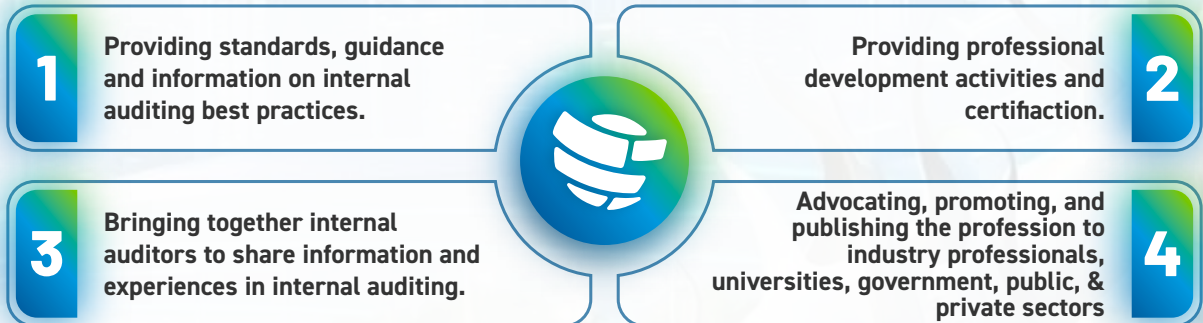 1
Providing standards, guidance
and information on internal
auditing best practices.
Providing professional
development activities and
certifiaction.
2
3
Bringing together internal
auditors to share information and
experiences in internal auditing.
Advocating, promoting, and
publishing the profession to
industry professionals,
universities, government, public, &
private sectors
4